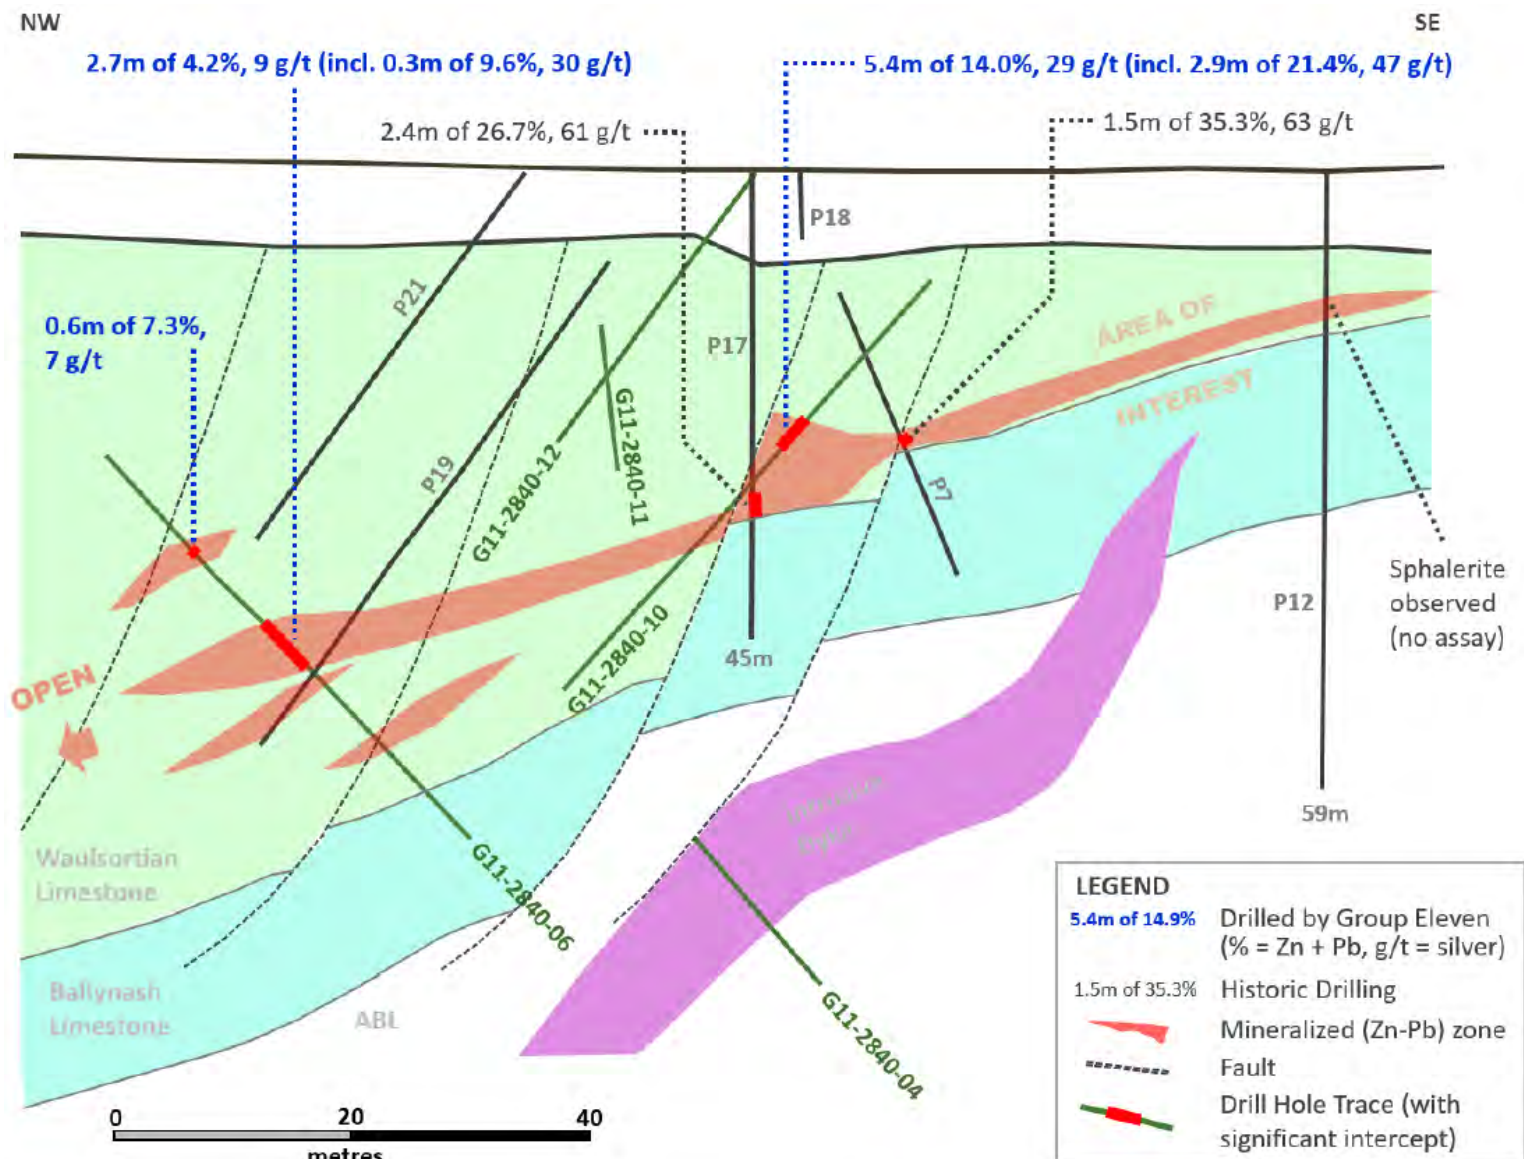 NW
SE
2.7m of 4.2%, 9 g/t (incl. 0.3m of 9.6%, 30 g/t)
5.4m of 14.0%, 29 g/t (incl. 2.9m of 21.4%, 47 g/t)
2.4m of 26.7%, 61 g/t
1.5m of 35.3%, 63 g/t
P18
P21
0.6m of 7.3%,
7 g/t
P17
AREA OF
INTEREST
G11-2840-11
P19
G11-2840-12
P7
Sphalerite
observed
(no assay)
P12
G11-2840-10
45m
OPEN
59m
Waulsortian
Limestone
G11-2840-06
Ballynash
Limestone
ABL
G11-2840-04
0 20 40
metres
LEGEND
5.4m of 14.9% Drilled by Group Eleven
(% = Zn + Pb, g/t = silver)
1.5m of 35.3% Historic Drilling
Mineralized (Zn-Pb) zone
Fault
Drill Hole Trace (with
significant intercept)